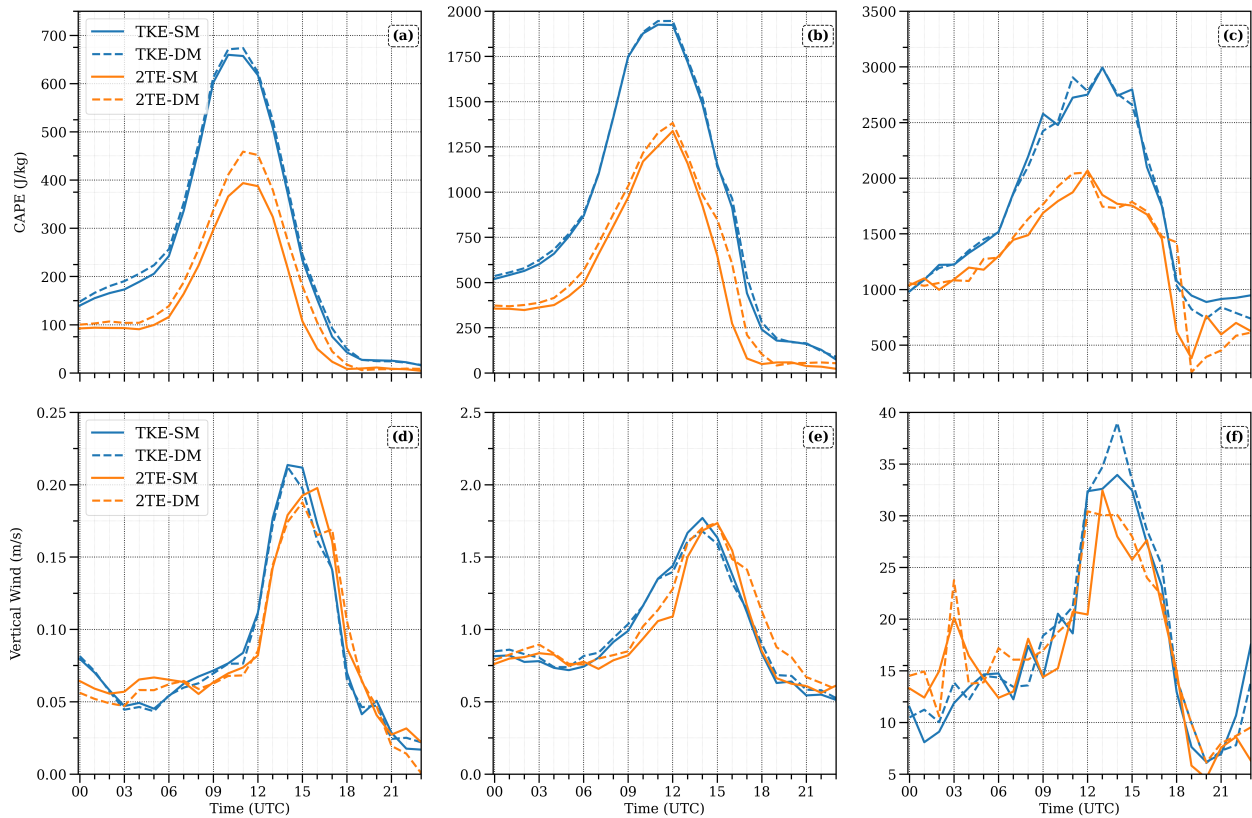 (a)
TKE-SM
TKE-DM
2TE-SM
2TE-DM
CAPE (J/kg)
700
600
500
400
300
200
100
0
(b)
2000
1750
1500
1250
1000
750
500
250
0
(c)
3500
3000
2500
2000
1500
1000
500
(d)
TKE-SM
TKE-DM
2TE-SM
2TE-DM
Vertical Wind (m/s)
0.25
0.20
0.15
0.10
0.05
0.00
00 03 06 09 12 15 18 21
Time (UTC)
(e)
2.5
2.0
1.5
1.0
0.5
0.0
00 03 06 09 12 15 18 21
Time (UTC)
(f)
40
35
30
25
20
15
10
5
00 03 06 09 12 15 18 21
Time (UTC)